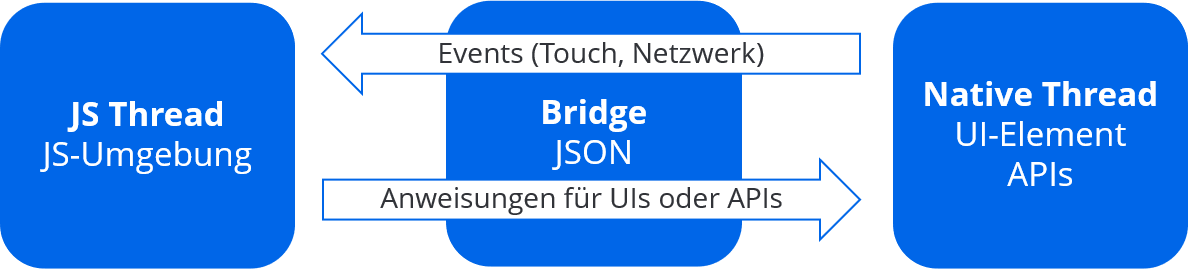 JS Thread
JS-Umgebung
Events (Touch, Netzwerk)
Bridge
JSON
Anweisungen für UIs oder APIs
Native Thread
UI-Element
APIs